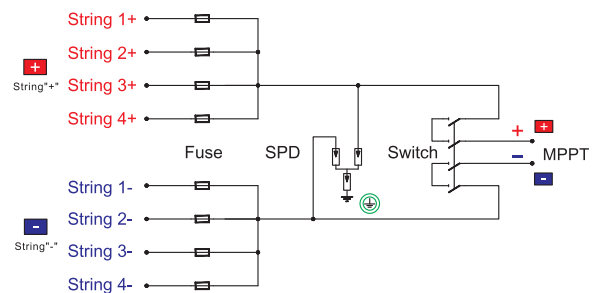 String 1+
String 2+
+
String 3+
String"+"
String 4+
Fuse
SPD
Switch
+
+
-
MPPT
-
String 1-
String 2-
-
String 3-
String"-"
String 4-